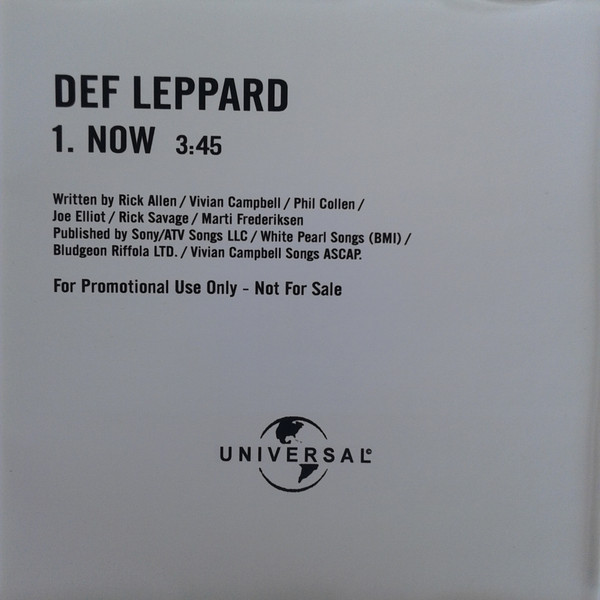 DEF LEPPARD
1. NOW 3:45
Written by Rick Allen / Vivian Campbell / Phil Collen /
Joe Elliot / Rick Savage / Marti Frederiksen
Published by Sony/ATV Songs LLC / White Pearl Songs (BMI) /
Bludgeon Riffola LTD. / Vivian Campbell Songs ASCAP.
For Promotional Use Only - Not For Sale
UNIVERSAL